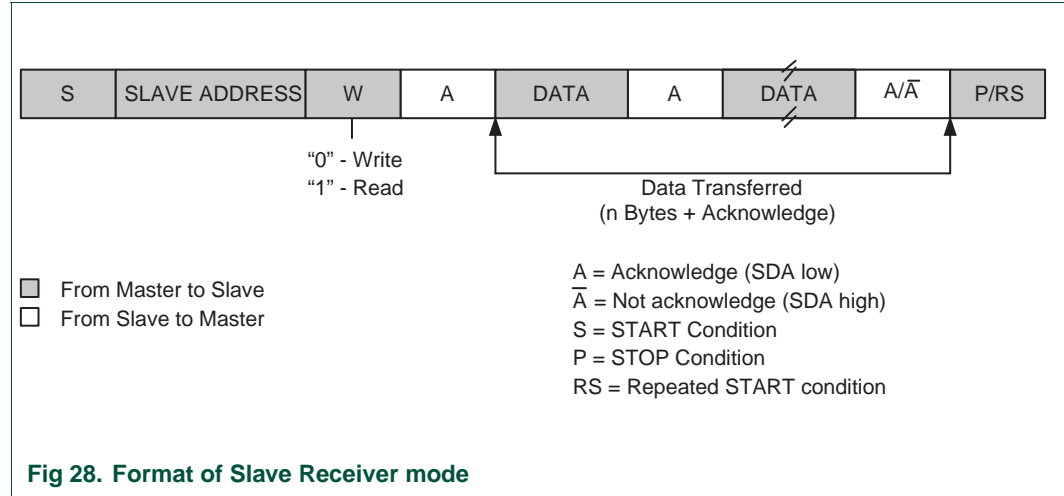 S SLAVE ADDRESS W A DATA A DATA A/A̅ P/RS
“0” - Write
“1” - Read
Data Transferred
(n Bytes + Acknowledge)
From Master to Slave
From Slave to Master
A = Acknowledge (SDA low)
A̅ = Not acknowledge (SDA high)
S = START Condition
P = STOP Condition
RS = Repeated START condition
Fig 28. Format of Slave Receiver mode